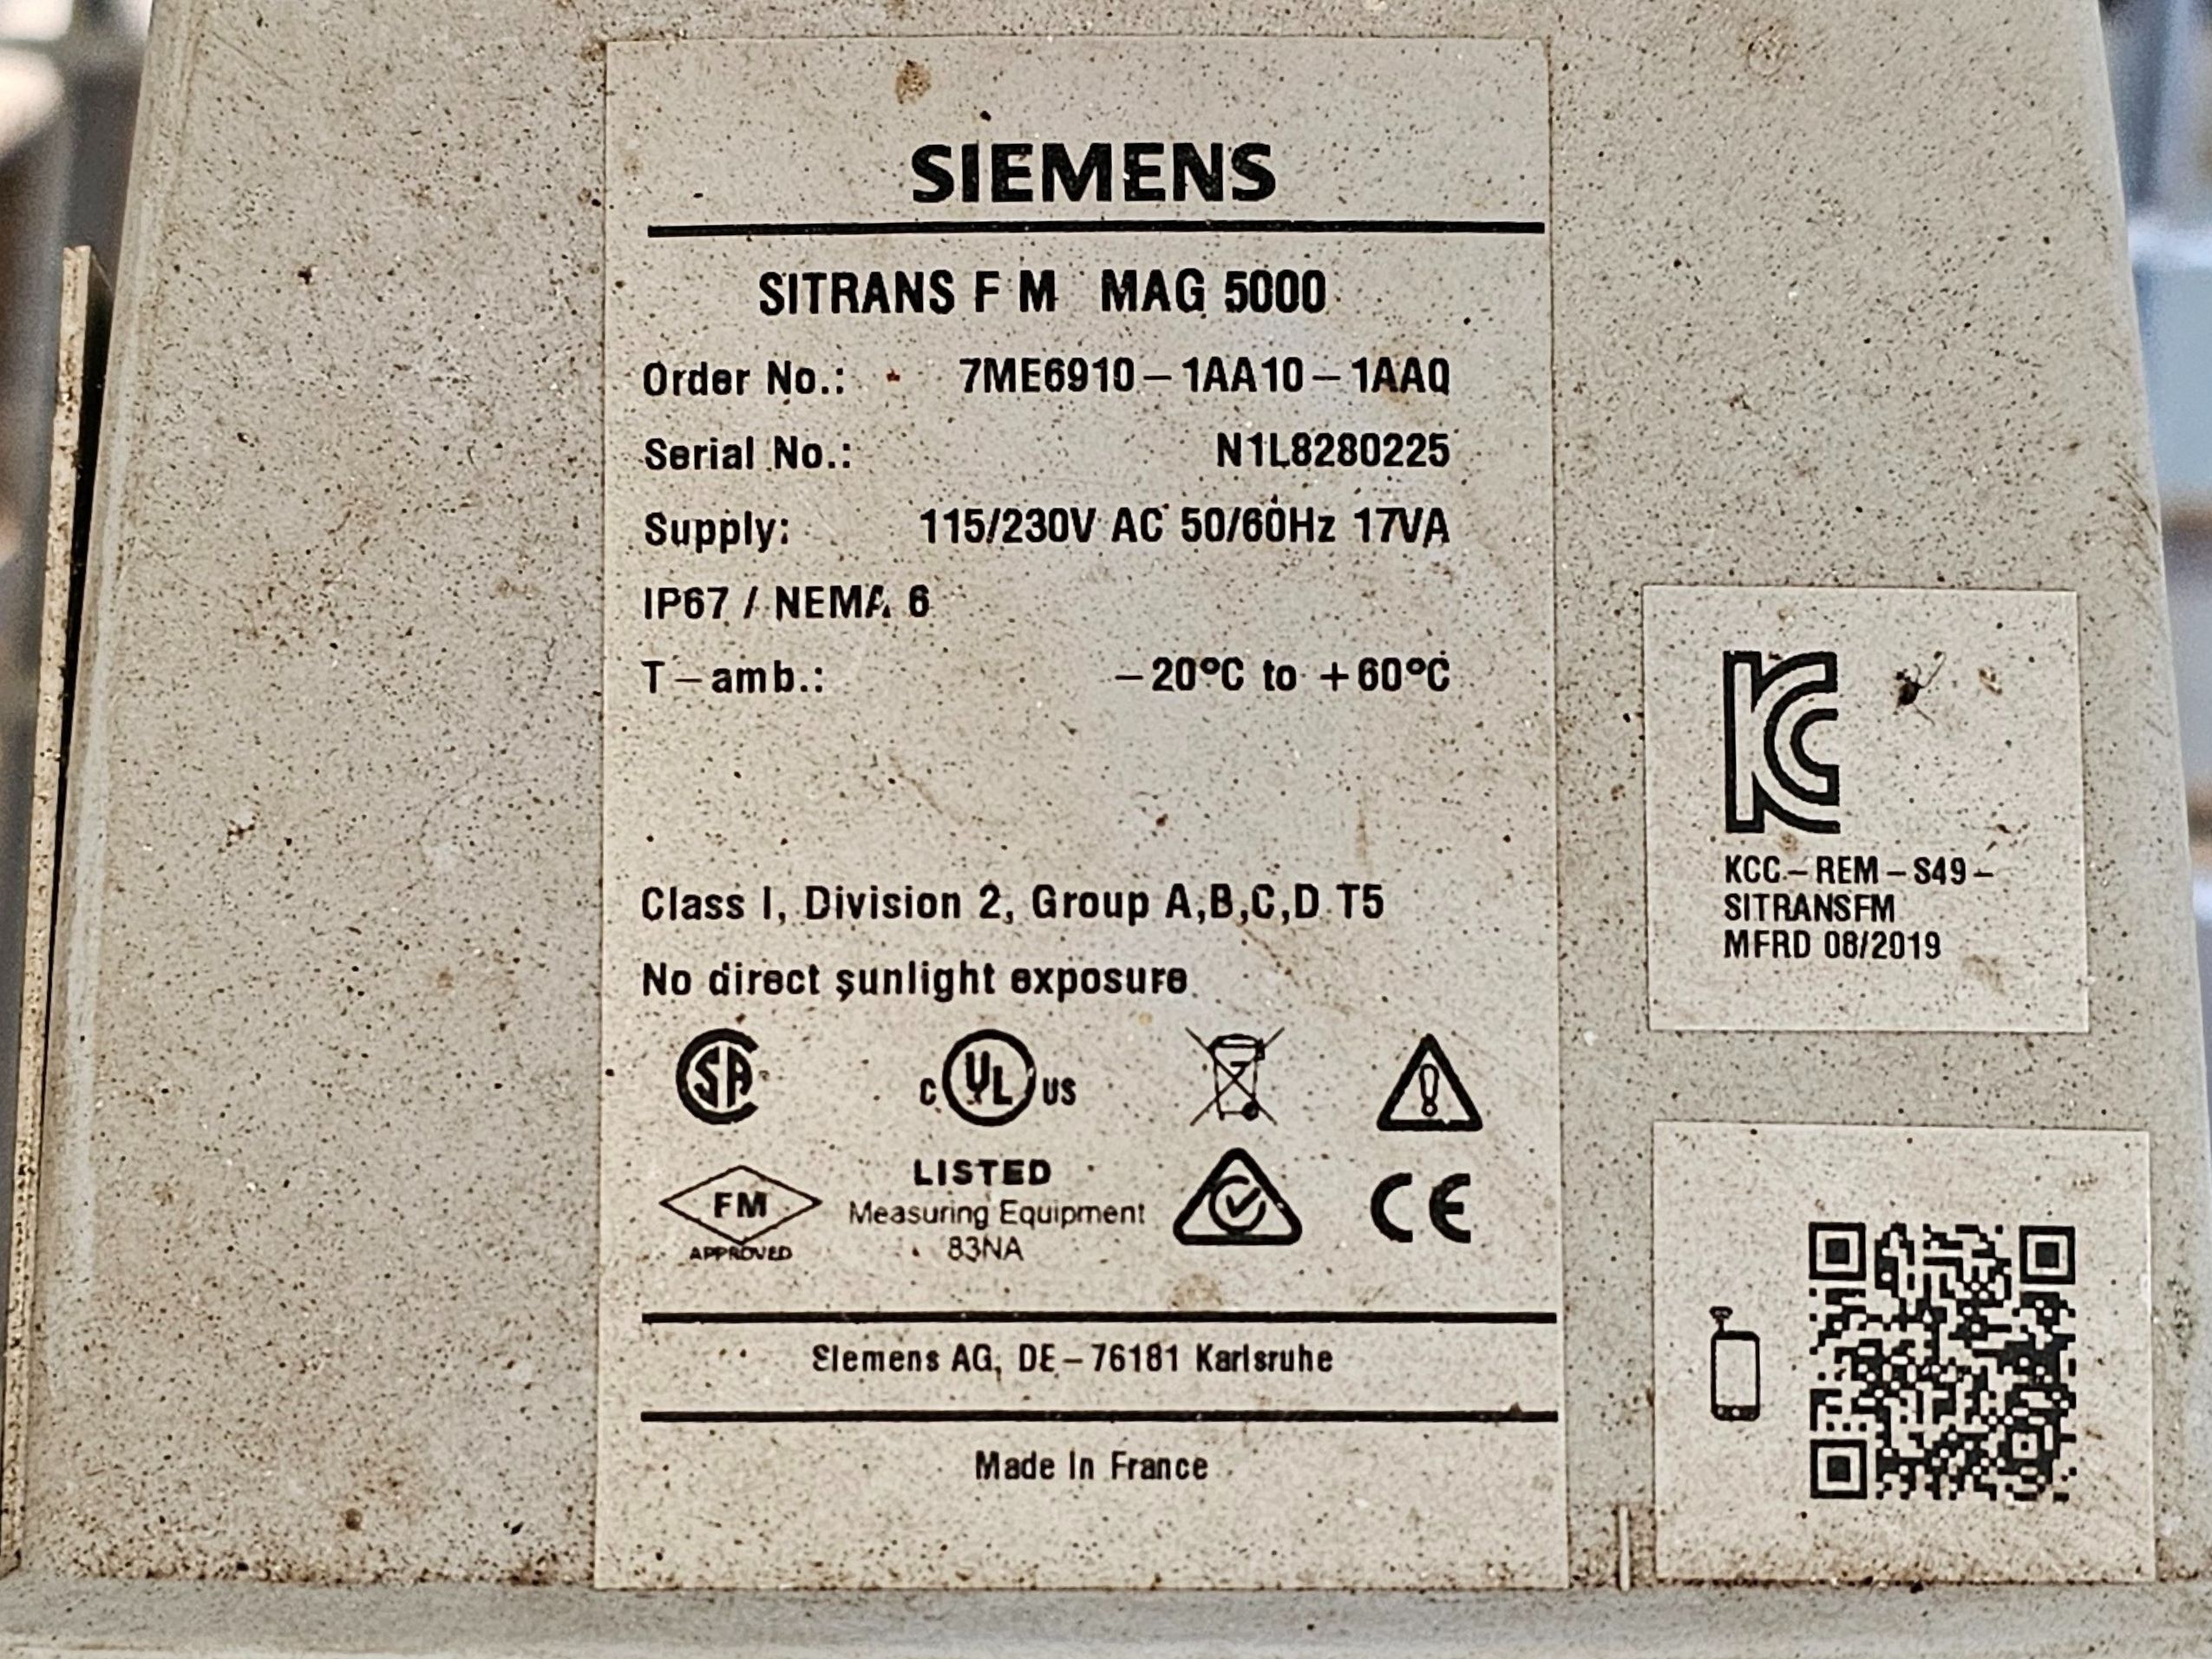 SIEMENS
SITRANS F M MAG 5000
Order No.: 7ME6910-1AA10-1AA0
Serial No.: N1L8280225
Supply: 115/230V AC 50/60Hz 17VA
IP67 / NEMA 6
T-amb.: -20°C to +60°C
Class I, Division 2, Group A,B,C,D T5
No direct sunlight exposure
SA
C UL US
FM
APPROVED
LISTED
Measuring Equipment
83NA
CE
Siemens AG, DE-76181 Karlsruhe
Made in France
KC
KCC-REM-S49-
SITRANSFM
MFRD 08/2019